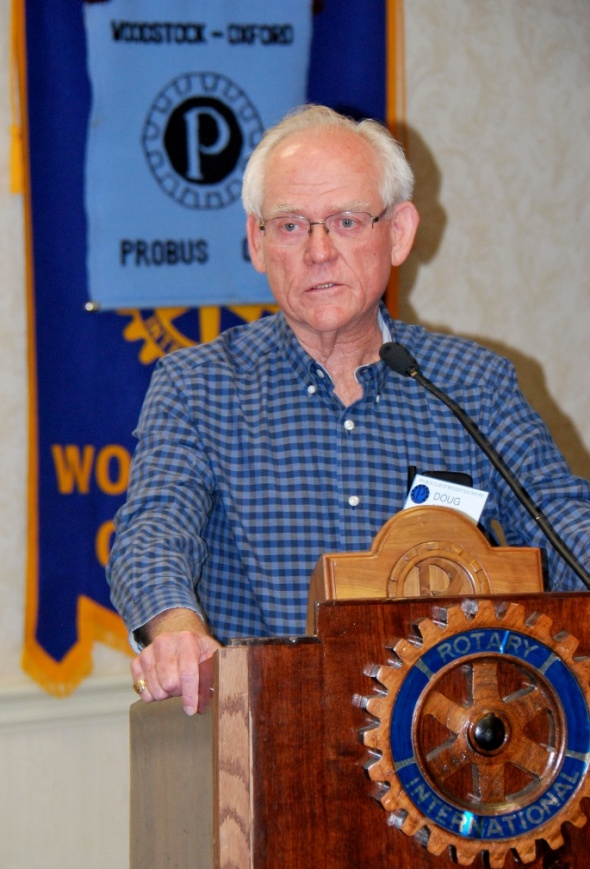 WOODSTOCK - OXFORD
P
PROBUS
WO
DOUG
P
ROTARY
INTERNATIONAL